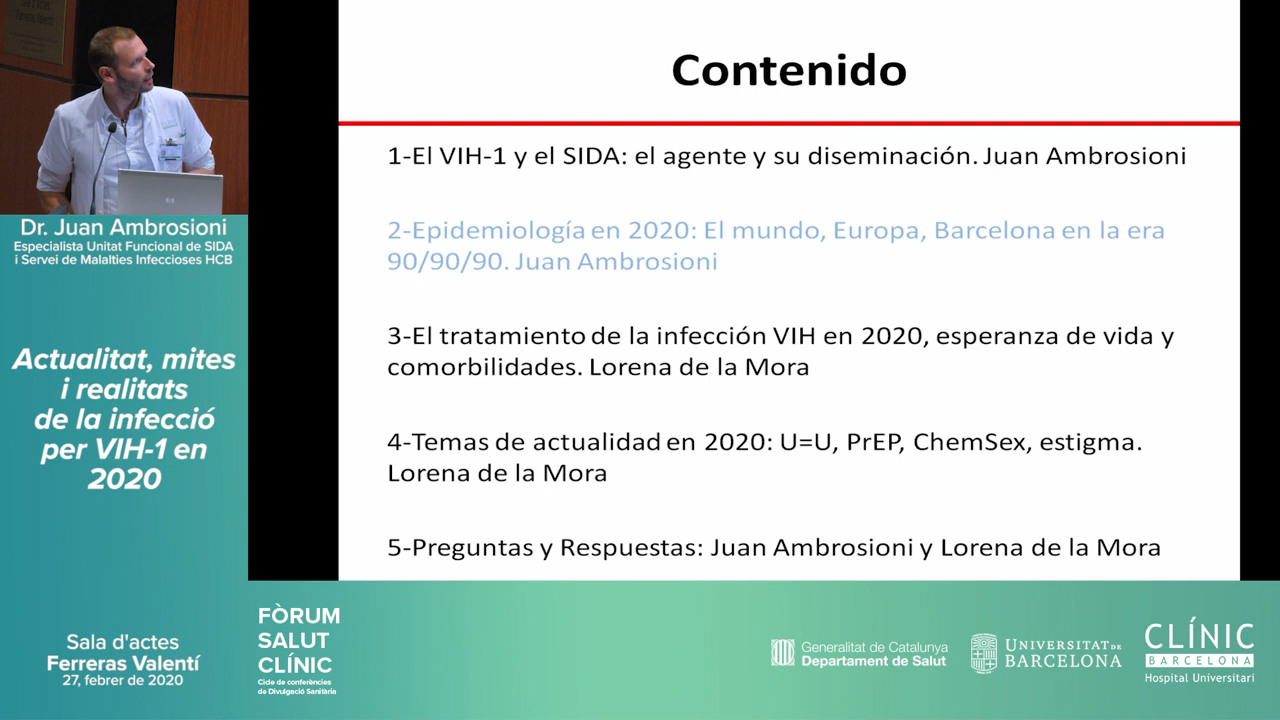 Sala d'actes
Ferreras Valentí
Dr. Juan Ambrosioni
Especialista Unitat Funcional de SIDA
i Servei de Malalties Infeccioses HCB
Actualitat, mites
i realitats
de la infecció
per VIH-1 en
2020
Sala d'actes
Ferreras Valentí
27, febrer de 2020
Contenido
1-El VIH-1 y el SIDA: el agente y su diseminación. Juan Ambrosioni
2-Epidemiología en 2020: El mundo, Europa, Barcelona en la era
90/90/90. Juan Ambrosioni
3-El tratamiento de la infección VIH en 2020, esperanza de vida y
comorbilidades. Lorena de la Mora
4-Temas de actualidad en 2020: U=U, PrEP, ChemSex, estigma.
Lorena de la Mora
5-Preguntas y Respuestas: Juan Ambrosioni y Lorena de la Mora
FÒRUM
SALUT
CLÍNIC
Cicle de conferències
de Divulgació Sanitària
Generalitat de Catalunya
Departament de Salut
UNIVERSITAT DE
BARCELONA
CLÍNIC
BARCELONA
Hospital Universitari